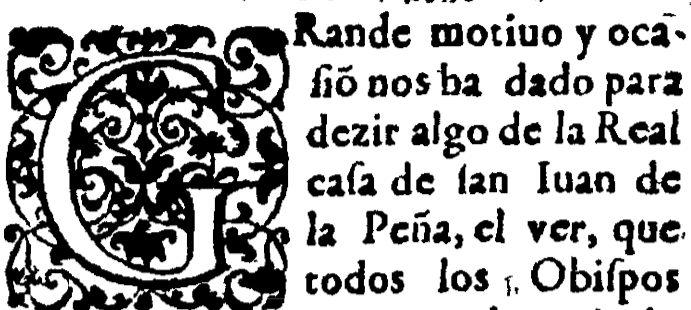 GRande motiuo y oca-
ſiõ nos ha dado para
dezir algo de la Real
caſa de ſan Iuan de
la Peña, el ver, que
todos los Obiſpos